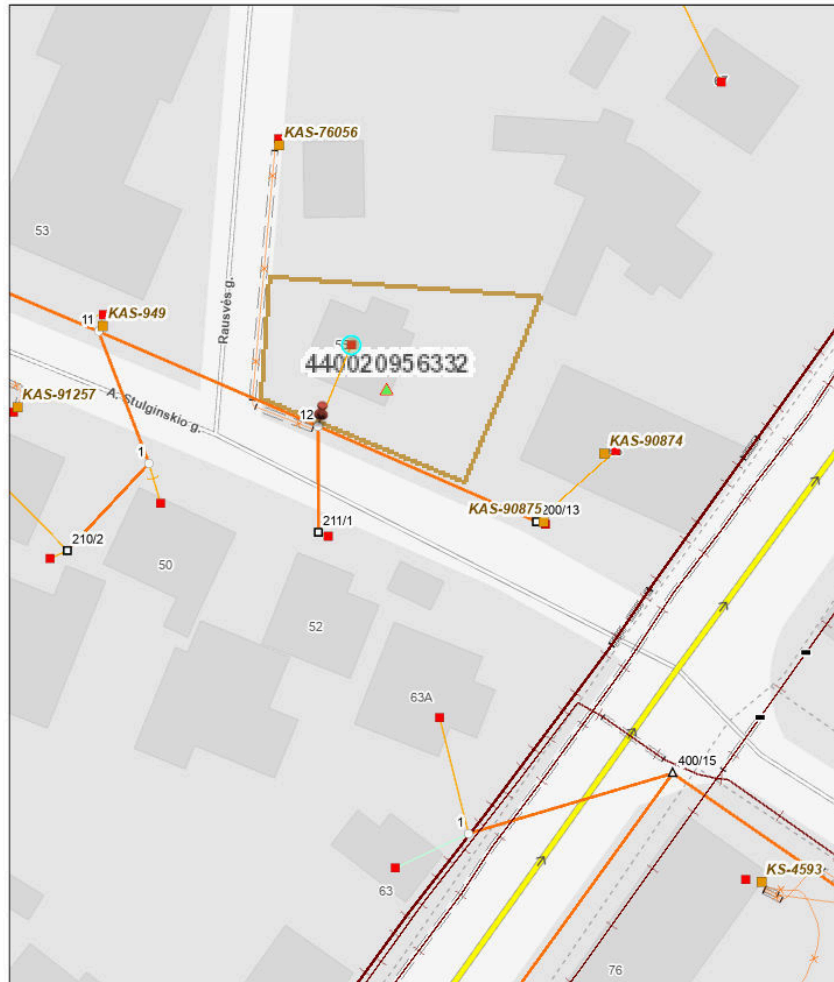 KAS-76056
53
Rausvės g.
11
KAS-949
440020956332
KAS-91257
A. Stulginskio g.
12
1
KAS-90874
KAS-90875
200/13
210/2
211/1
50
52
63A
400/15
1
63
KS-4593
76